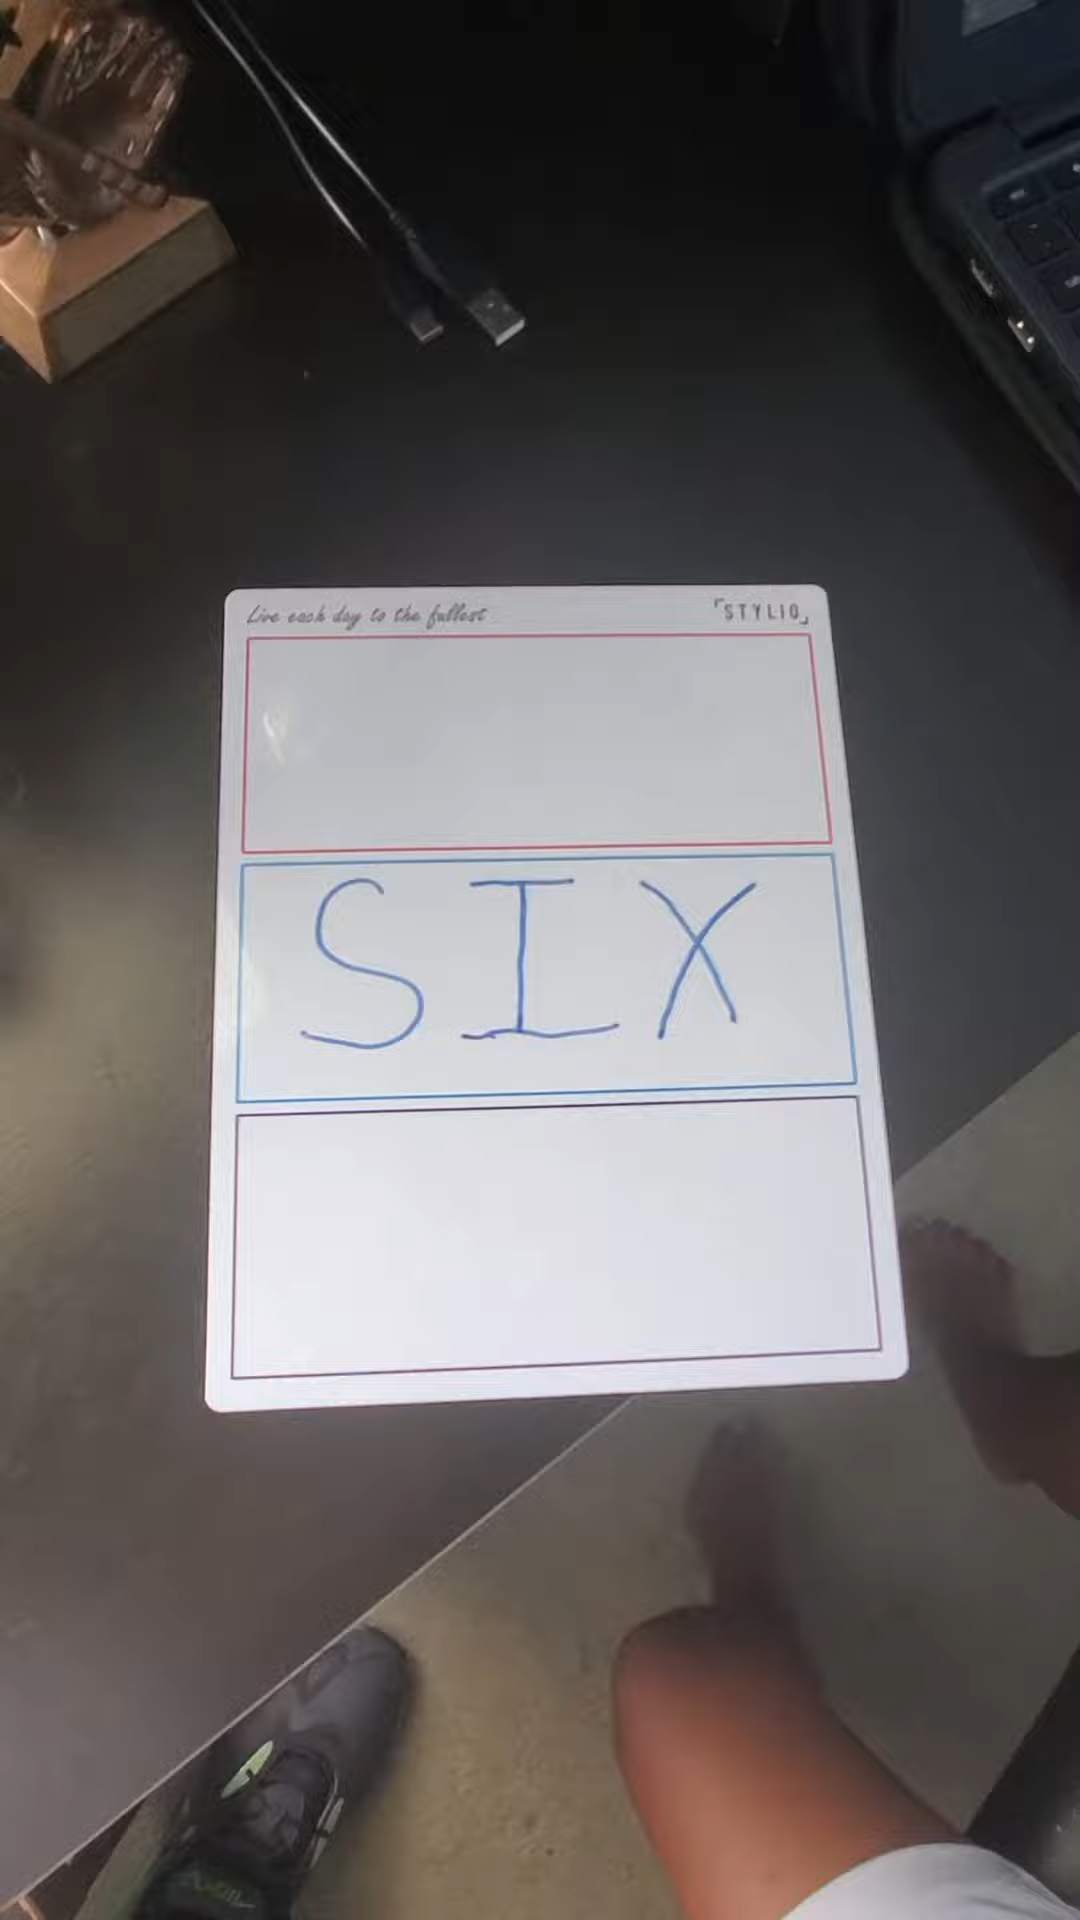 Live each day to the fullest
「STYLIO」
SIX